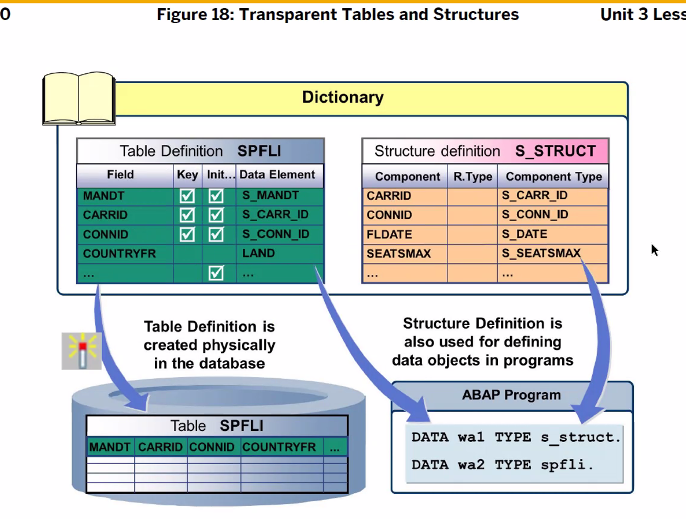 0 Figure 18: Transparent Tables and Structures Unit 3 Less
Dictionary
Table Definition SPFLI
Field Key Init... Data Element
MANDT S_MANDT
CARRID S_CARR_ID
CONNID S_CONN_ID
COUNTRYFR LAND
... ...
Structure definition S_STRUCT
Component R.Type Component Type
CARRID S_CARR_ID
CONNID S_CONN_ID
FLDATE S_DATE
SEATSMAX S_SEATSMAX
... ...
Table Definition is
created physically
in the database
Structure Definition is
also used for defining
data objects in programs
Table SPFLI
MANDT CARRID CONNID COUNTRYFR ...
ABAP Program
DATA wa1 TYPE s_struct.
DATA wa2 TYPE spfli.